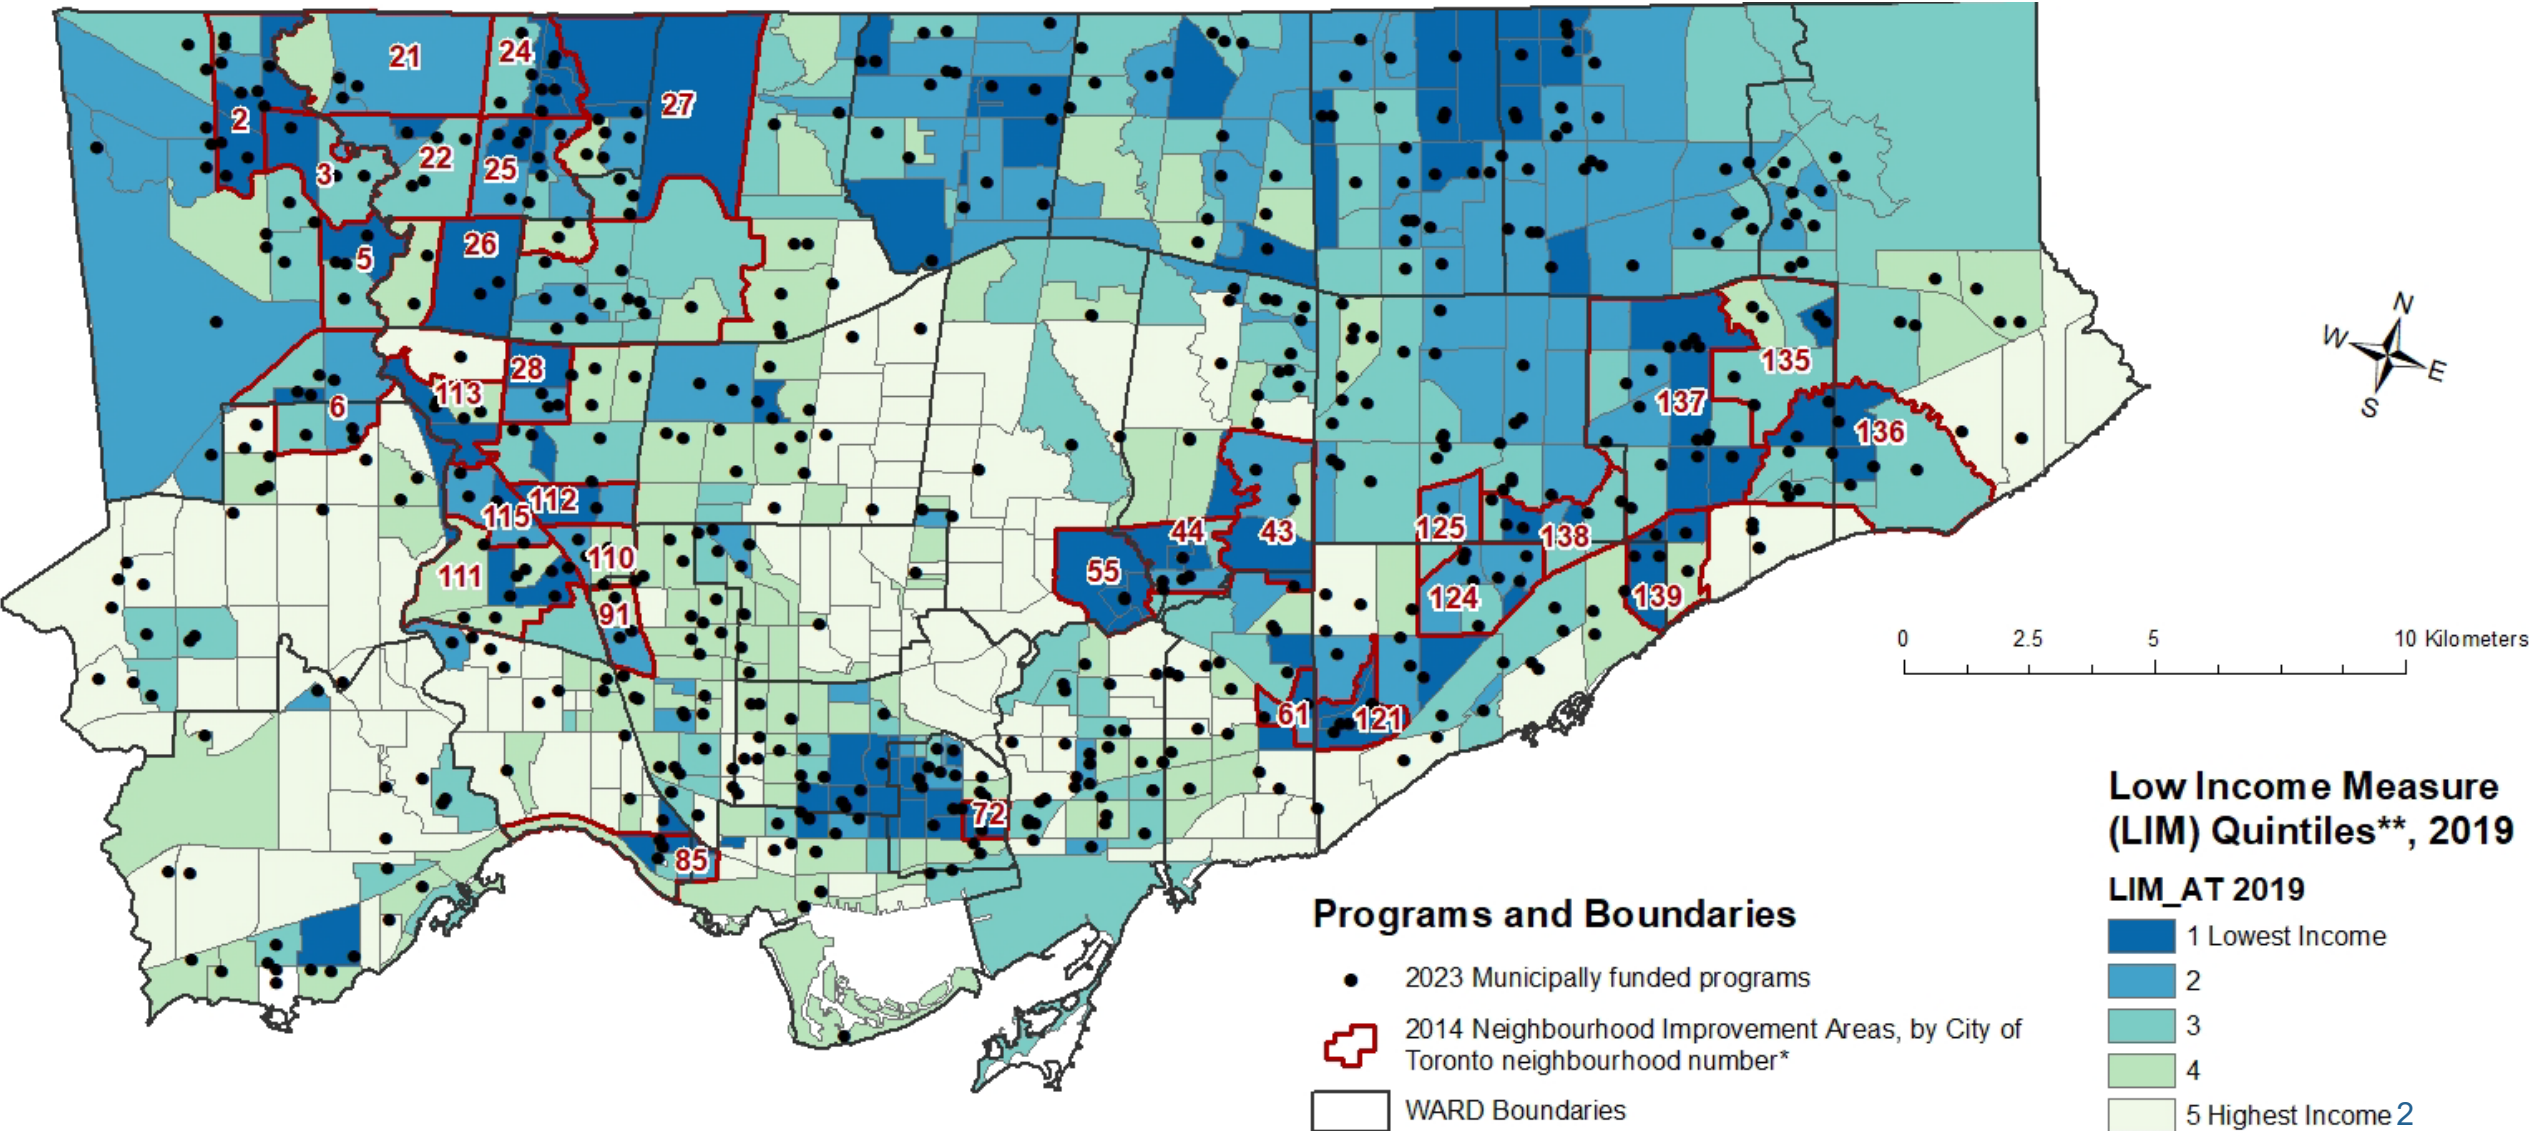 21
24
27
2
3
22
25
5
26
28
113
6
112
115
110
111
91
44
43
55
125
138
124
139
137
135
136
61
121
72
85
N
W
E
S
0 2.5 5 10 Kilometers
Programs and Boundaries
2023 Municipally funded programs
2014 Neighbourhood Improvement Areas, by City of
Toronto neighbourhood number*
WARD Boundaries
Low Income Measure
(LIM) Quintiles**, 2019
LIM_AT 2019
1 Lowest Income
2
3
4
5 Highest Income 2